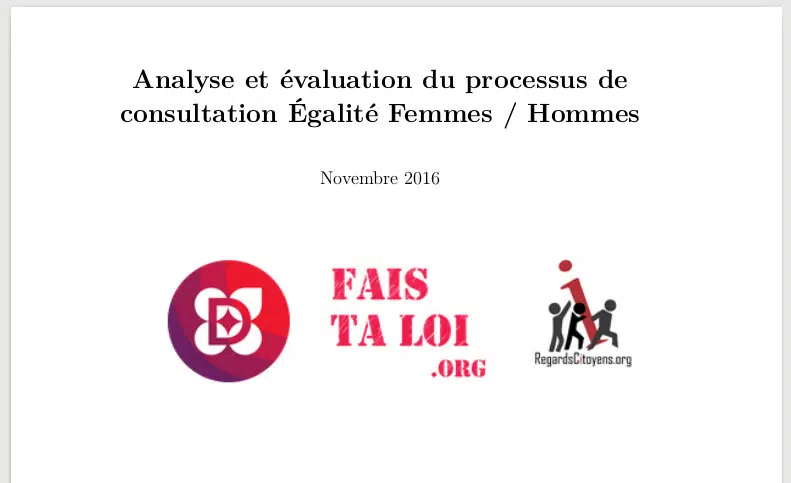 Analyse et évaluation du processus de
consultation Égalité Femmes / Hommes
Novembre 2016
D
FAIS
TA LOI
.ORG
i
RegardsCitoyens.org